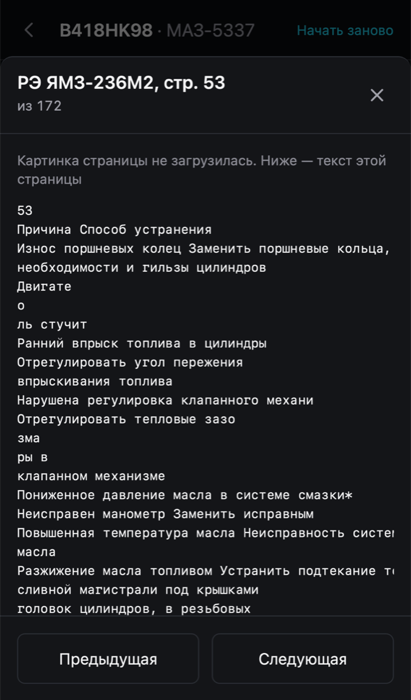 B418HK98 · МАЗ-5337
Начать заново
РЭ ЯМЗ-236М2, стр. 53
из 172
Картинка страницы не загрузилась. Ниже — текст этой
страницы
53
Причина Способ устранения
Износ поршневых колец Заменить поршневые кольца,
необходимости и гильзы цилиндров
Двигате
о
ль стучит
Ранний впрыск топлива в цилиндры
Отрегулировать угол пережения
впрыскивания топлива
Нарушена регулировка клапанного механи
Отрегулировать тепловые зазо
зма
ры в
клапанном механизме
Пониженное давление масла в системе смазки*
Неисправен манометр Заменить исправным
Повышенная температура масла Неисправность систем
масла
Разжижение масла топливом Устранить подтекание
сливной магистрали под крышками
головок цилиндров, в резьбовых
Предыдущая
Следующая